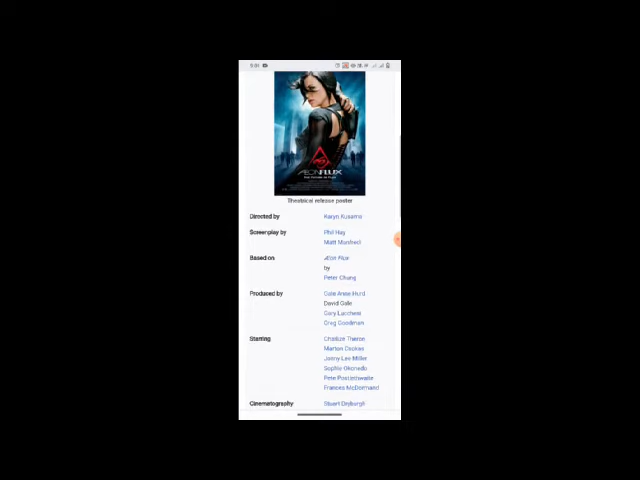 ÆONFLUX
Theatrical release poster
Directed by Karyn Kusama
Screenplay by Phil Hay
Matt Manfredi
Based on Æon Flux
by
Peter Chung
Produced by Gale Anne Hurd
David Gale
Gary Lucchesi
Greg Goodman
Starring Charlize Theron
Marton Csokas
Jonny Lee Miller
Sophie Okonedo
Pete Postlethwaite
Frances McDormand
Cinematography Stuart Dryburgh